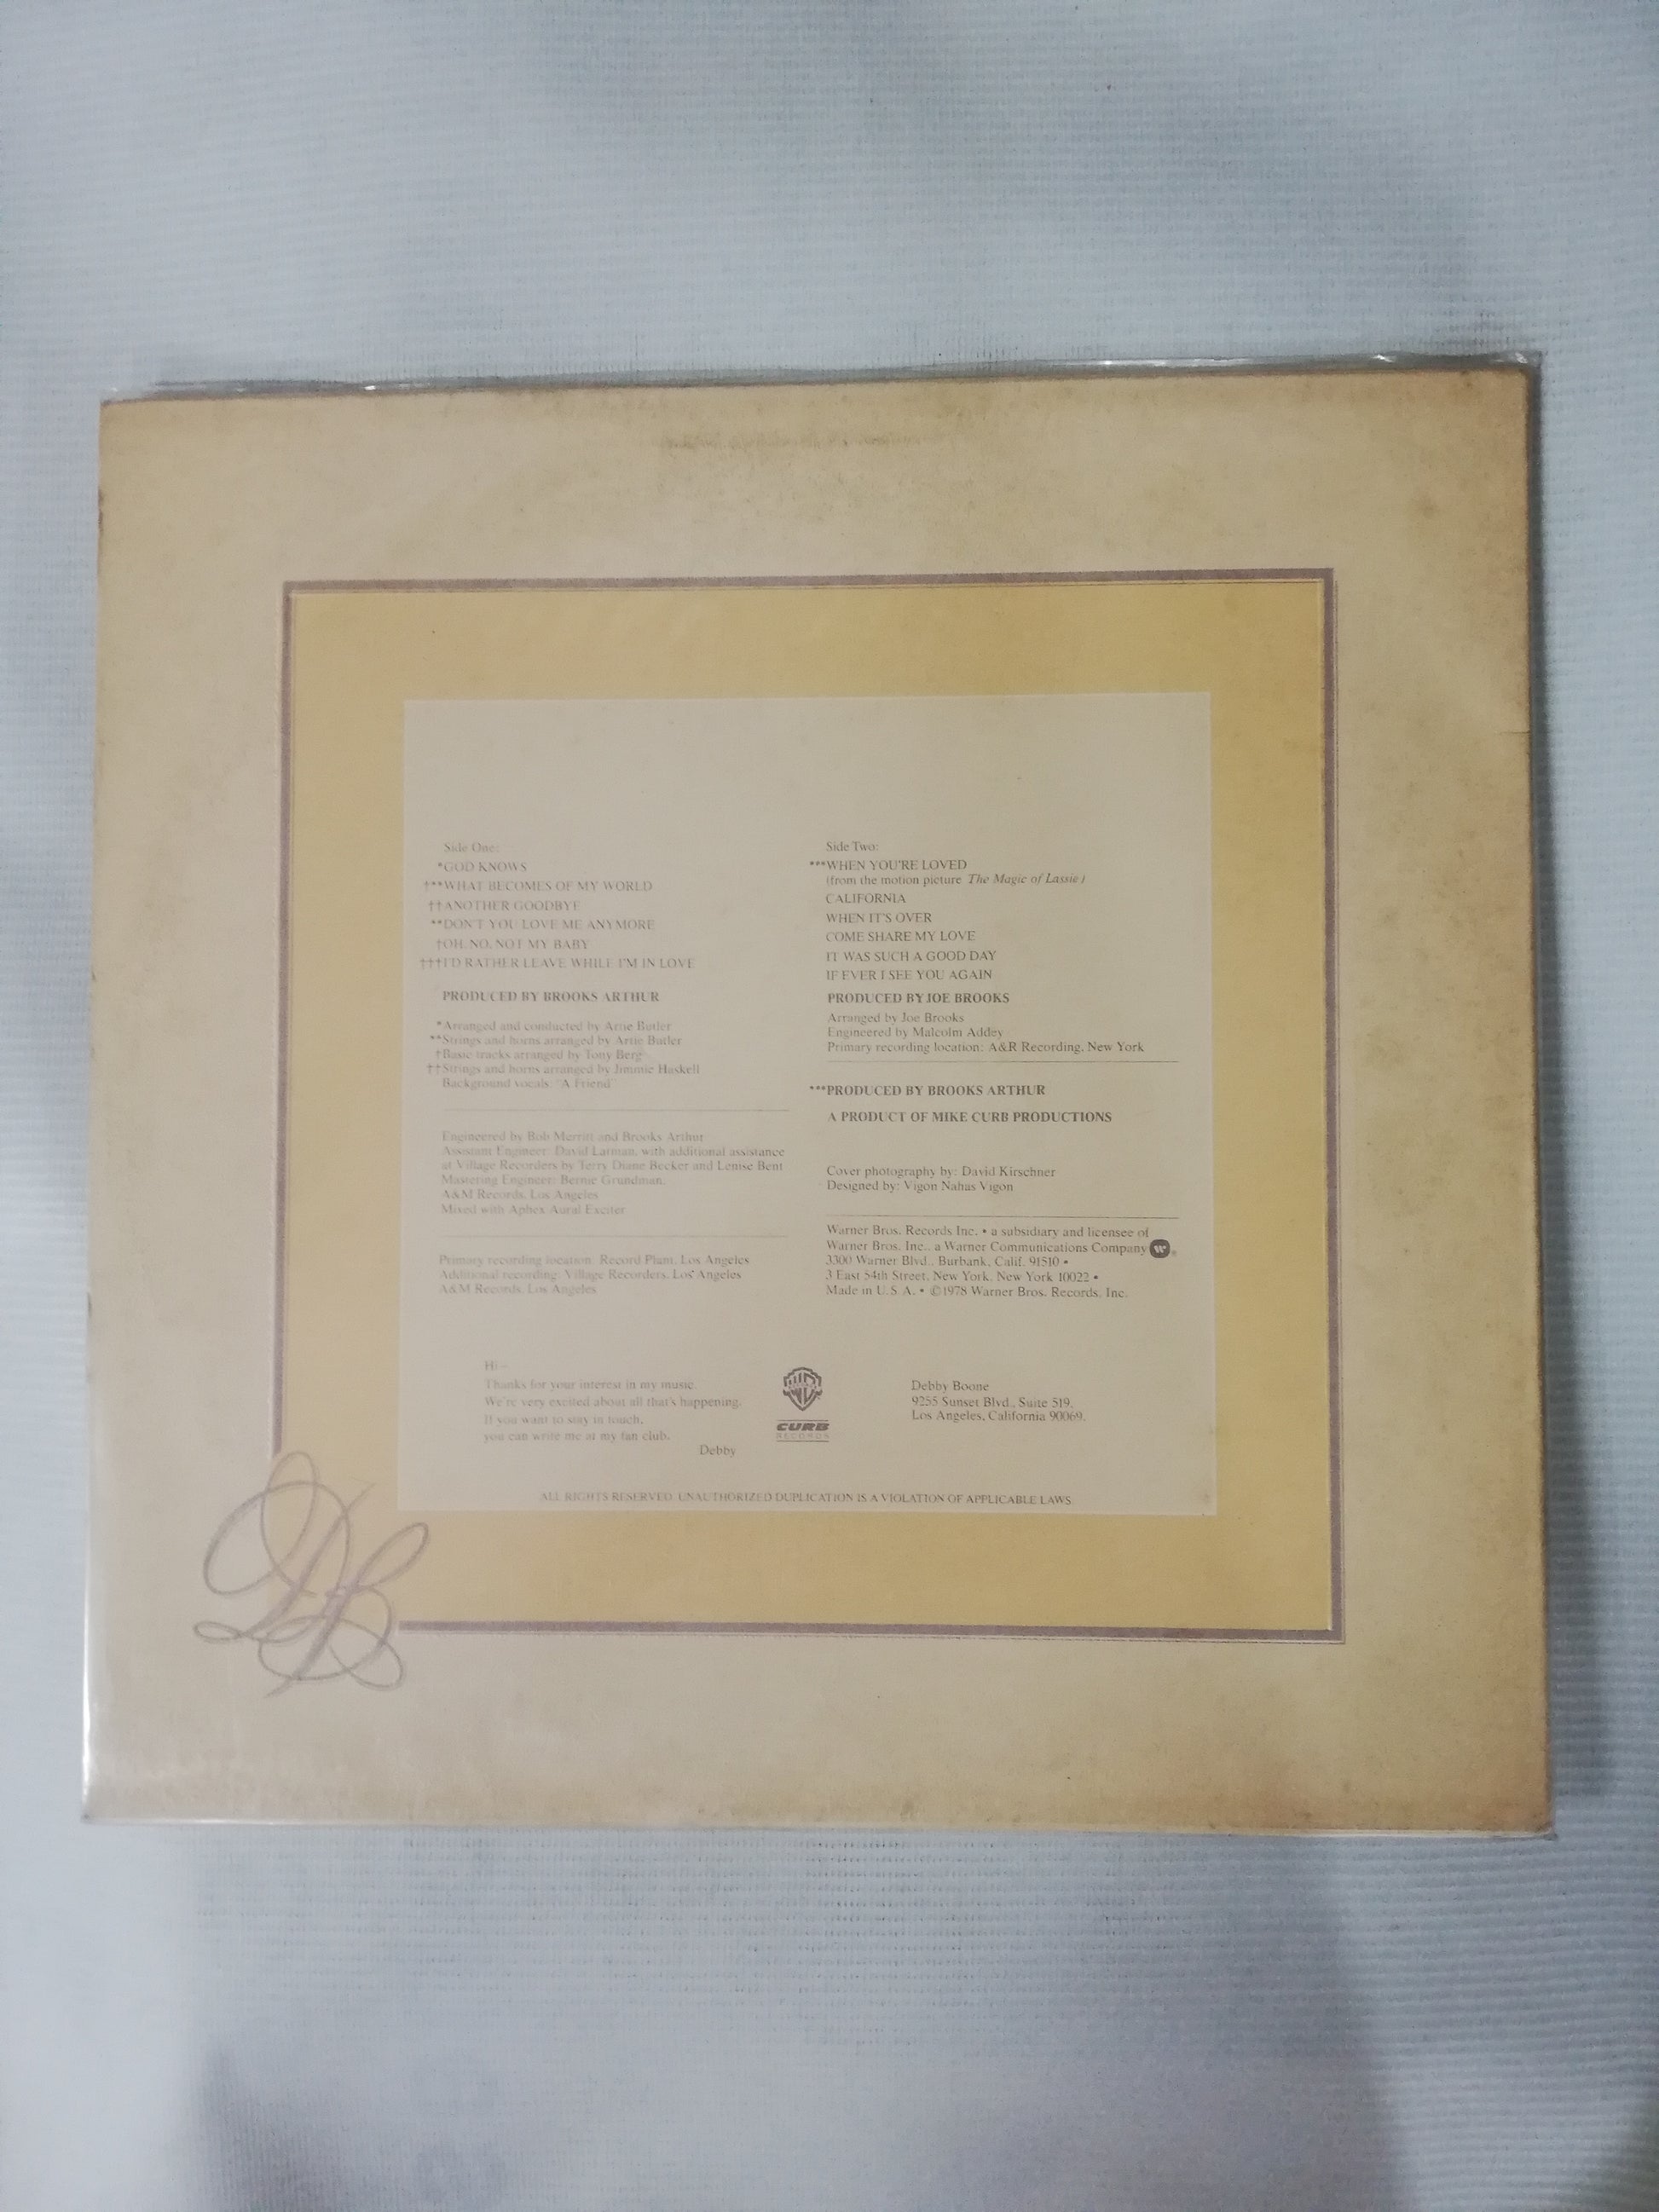 Side One:
*GOD KNOWS
†**WHAT BECOMES OF MY WORLD
††ANOTHER GOODBYE
**DON'T YOU LOVE ME ANYMORE
†OH, NO, NOT MY BABY
†††I'D RATHER LEAVE WHILE I'M IN LOVE
PRODUCED BY BROOKS ARTHUR
*Arranged and conducted by Artie Butler
**Strings and horns arranged by Artie Butler
†Basic tracks arranged by Tony Berg
††Strings and horns arranged by Jimmie Haskell
Background vocals: "A Friend"
Engineered by Bob Merritt and Brooks Arthur
Assistant Engineer: David Latman, with additional assistance
at Village Recorders by Terry Diane Becker and Lenise Bent
Mastering Engineer: Bernie Grundman,
A&M Records, Los Angeles
Mixed with Aphex Aural Exciter
Primary recording location: Record Plant, Los Angeles
Additional recording: Village Recorders, Los Angeles
A&M Records, Los Angeles
Side Two:
***WHEN YOU'RE LOVED
(from the motion picture The Magic of Lassie)
CALIFORNIA
WHEN IT'S OVER
COME SHARE MY LOVE
IT WAS SUCH A GOOD DAY
IF EVER I SEE YOU AGAIN
PRODUCED BY JOE BROOKS
Arranged by Joe Brooks
Engineered by Malcolm Addey
Primary recording location: A&R Recording, New York
***PRODUCED BY BROOKS ARTHUR
A PRODUCT OF MIKE CURB PRODUCTIONS
Cover photography by: David Kirschner
Designed by: Vigon Nahas Vigon
Warner Bros. Records Inc. • a subsidiary and licensee of
Warner Bros. Inc., a Warner Communications Company
3300 Warner Blvd., Burbank, Calif. 91510 •
3 East 54th Street, New York, New York 10022 •
Made in U.S.A. • ©1978 Warner Bros. Records, Inc.
Hi—
Thanks for your interest in my music.
We're very excited about all that's happening.
If you want to stay in touch,
you can write me at my fan club.
Debby
CURB
RECORDS
Debby Boone
9255 Sunset Blvd., Suite 519,
Los Angeles, California 90069.
ALL RIGHTS RESERVED. UNAUTHORIZED DUPLICATION IS A VIOLATION OF APPLICABLE LAWS.
DB